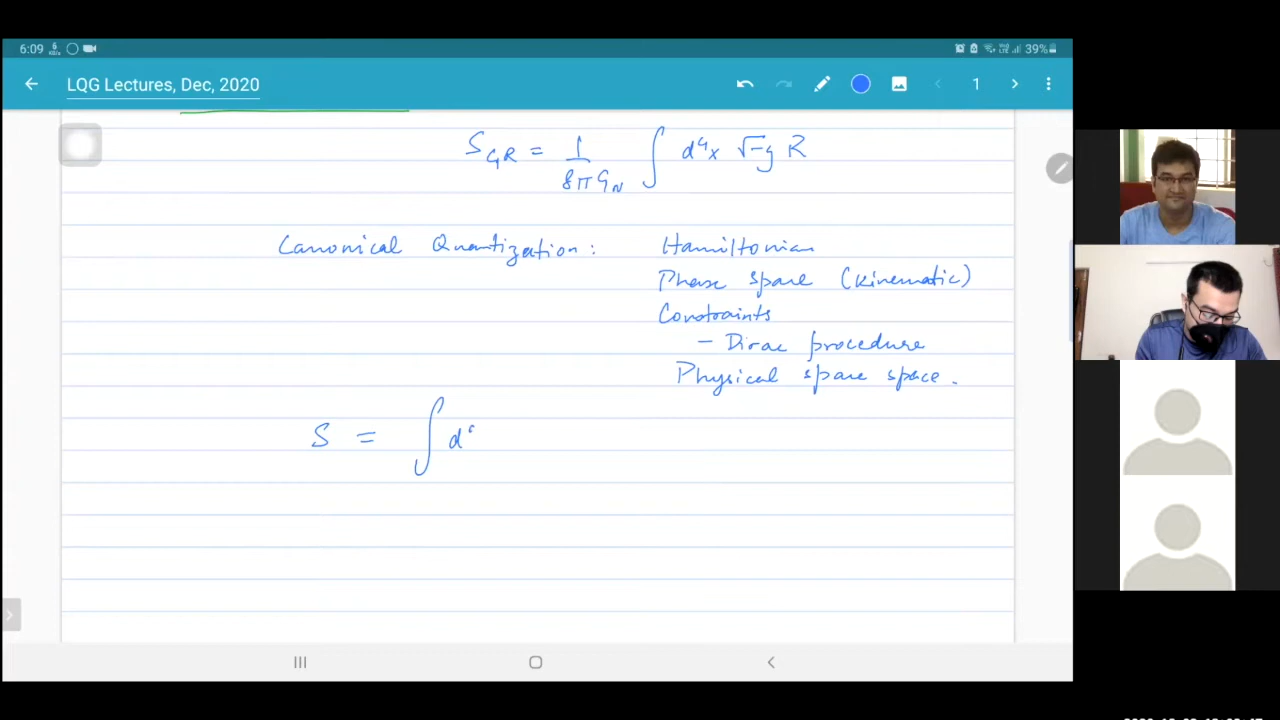 6:09 39%
LQG Lectures, Dec, 2020 1
S_GR = 1/8πG_N ∫ d⁴x √-g R
Canonical Quantization : Hamiltonian
Phase space (Kinematic)
Constraints
– Dirac procedure
Physical spare space .
S = ∫ d